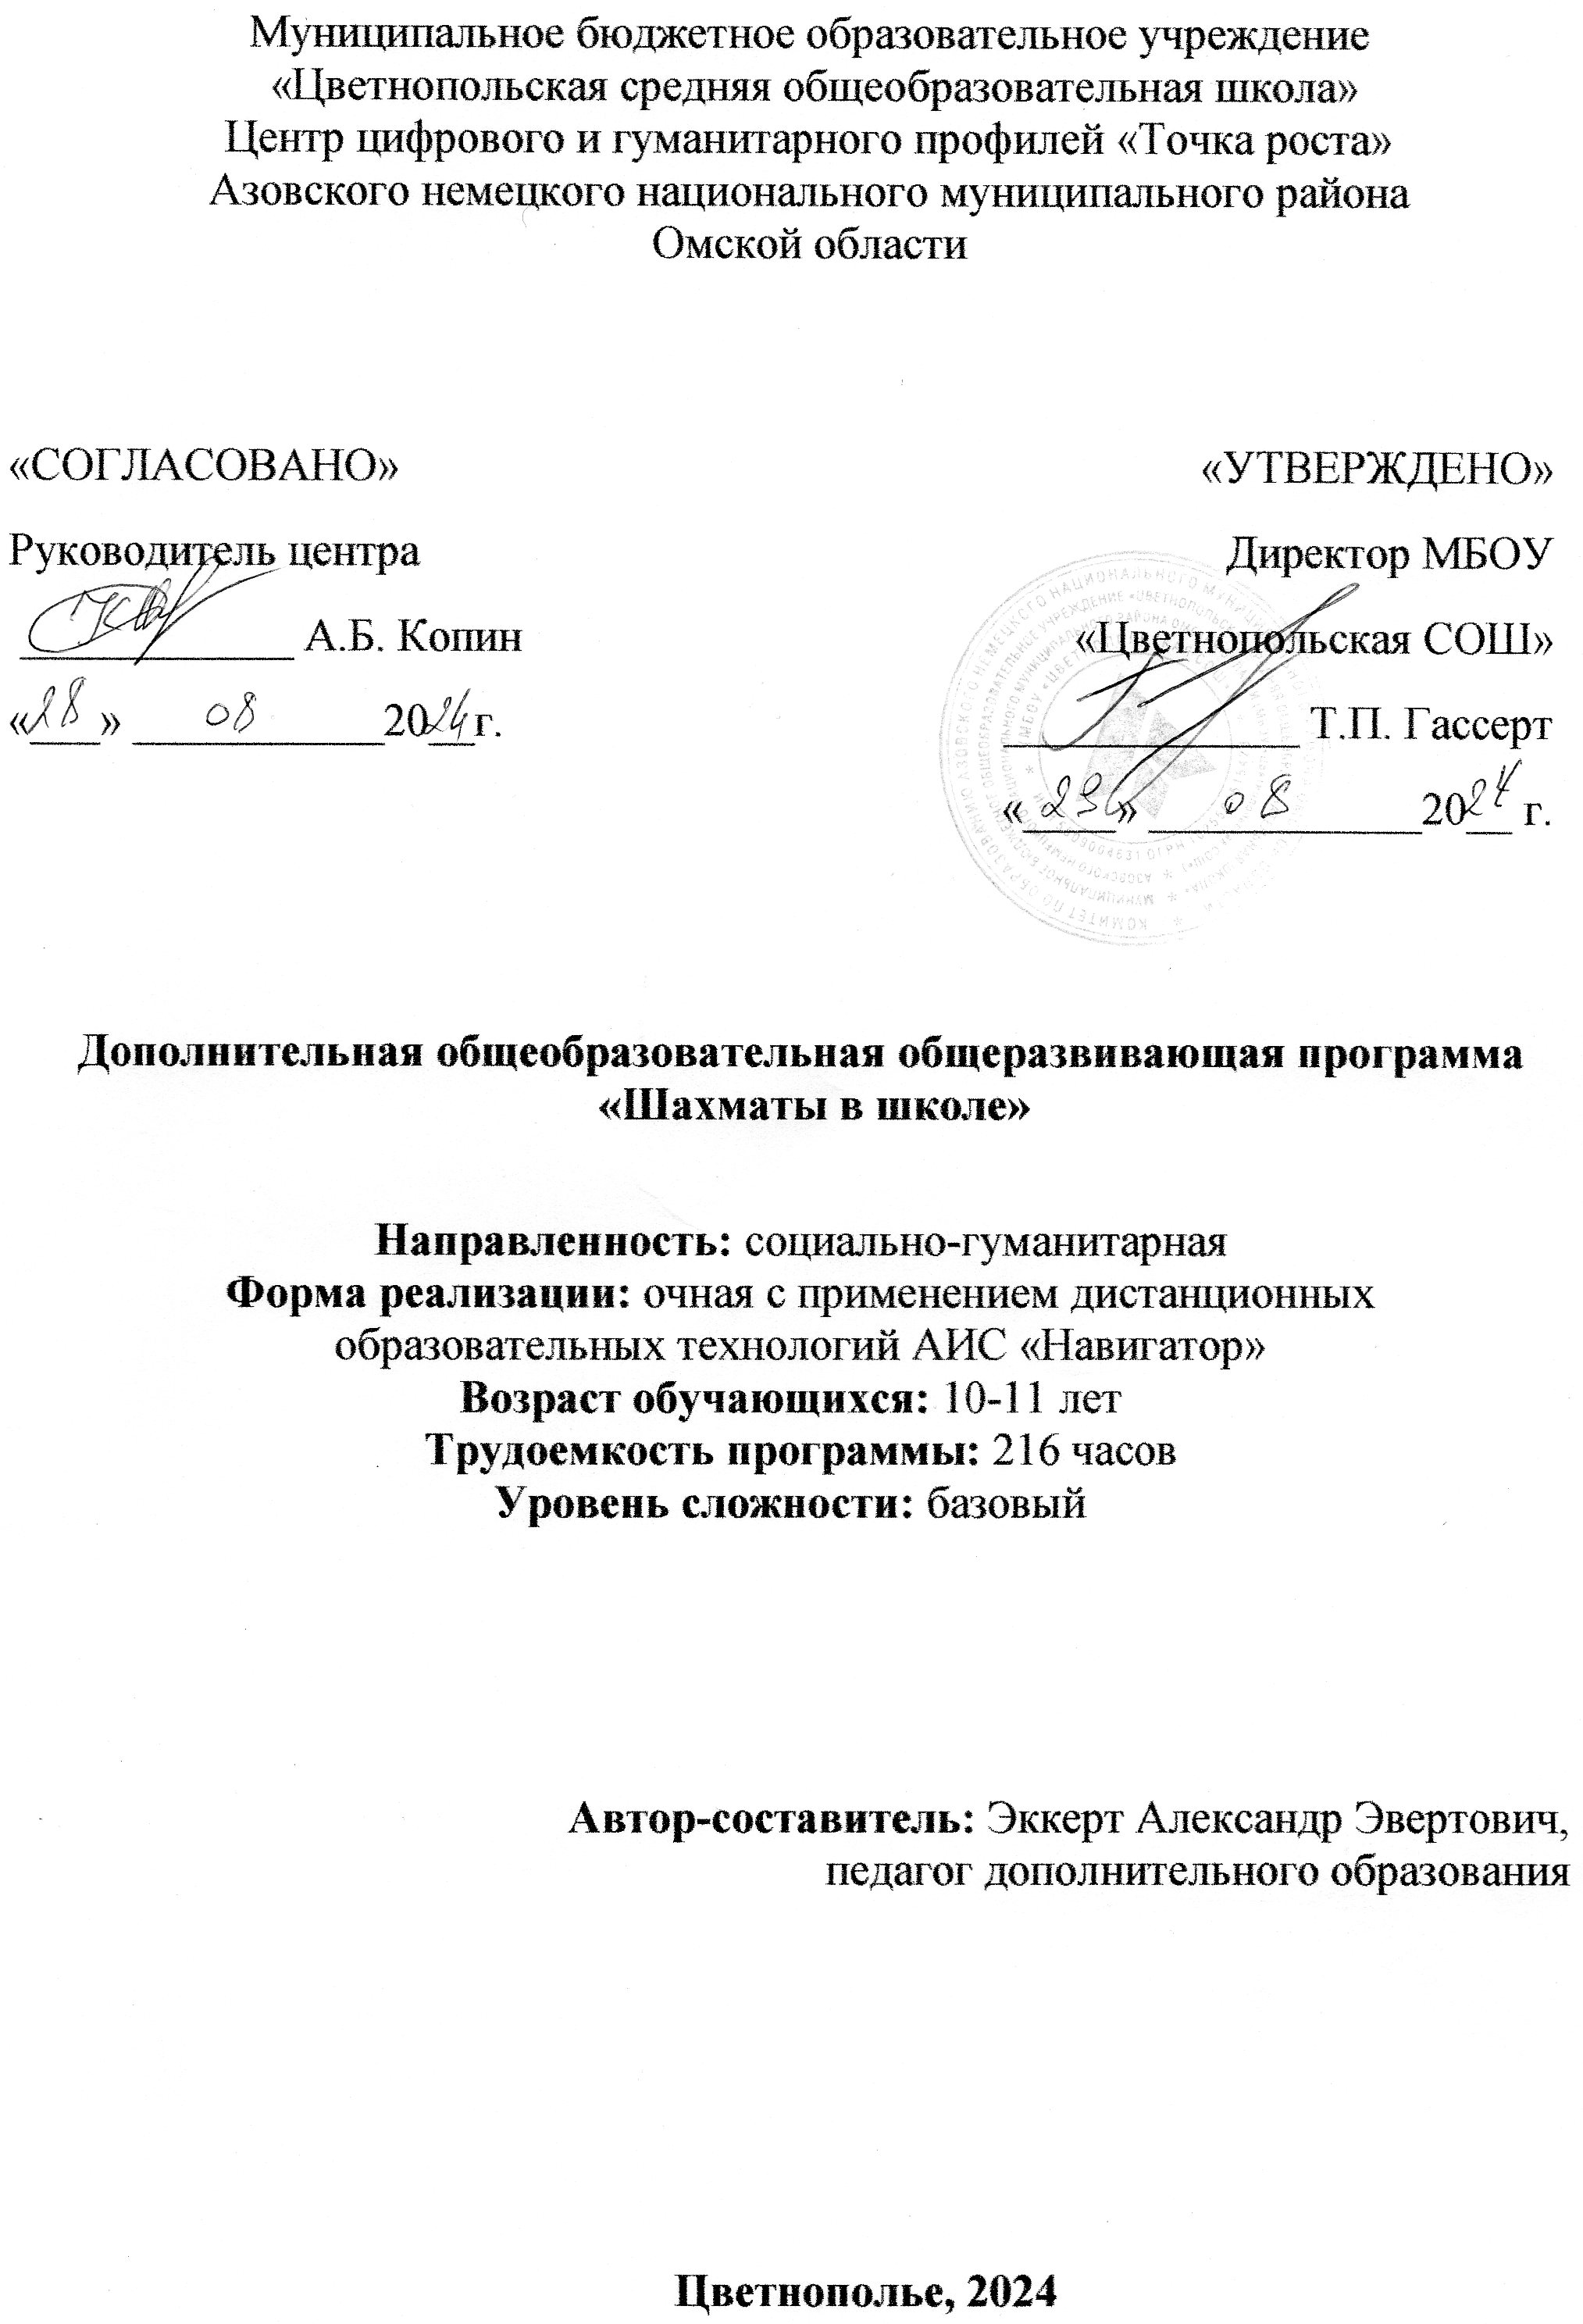 Муниципальное бюджетное образовательное учреждение
«Цветнопольская средняя общеобразовательная школа»
Центр цифрового и гуманитарного профилей «Точка роста»
Азовского немецкого национального муниципального района
Омской области
«СОГЛАСОВАНО»
Руководитель центра
____________ А.Б. Копин
«28» 08 2024г.
«УТВЕРЖДЕНО»
Директор МБОУ
«Цветнопольская СОШ»
_____________ Т.П. Гассерт
«29» 08 2024 г.
Дополнительная общеобразовательная общеразвивающая программа
«Шахматы в школе»
Направленность: социально-гуманитарная
Форма реализации: очная с применением дистанционных
образовательных технологий АИС «Навигатор»
Возраст обучающихся: 10-11 лет
Трудоемкость программы: 216 часов
Уровень сложности: базовый
Автор-составитель: Эккерт Александр Эвертович,
педагог дополнительного образования
Цветнополье, 2024